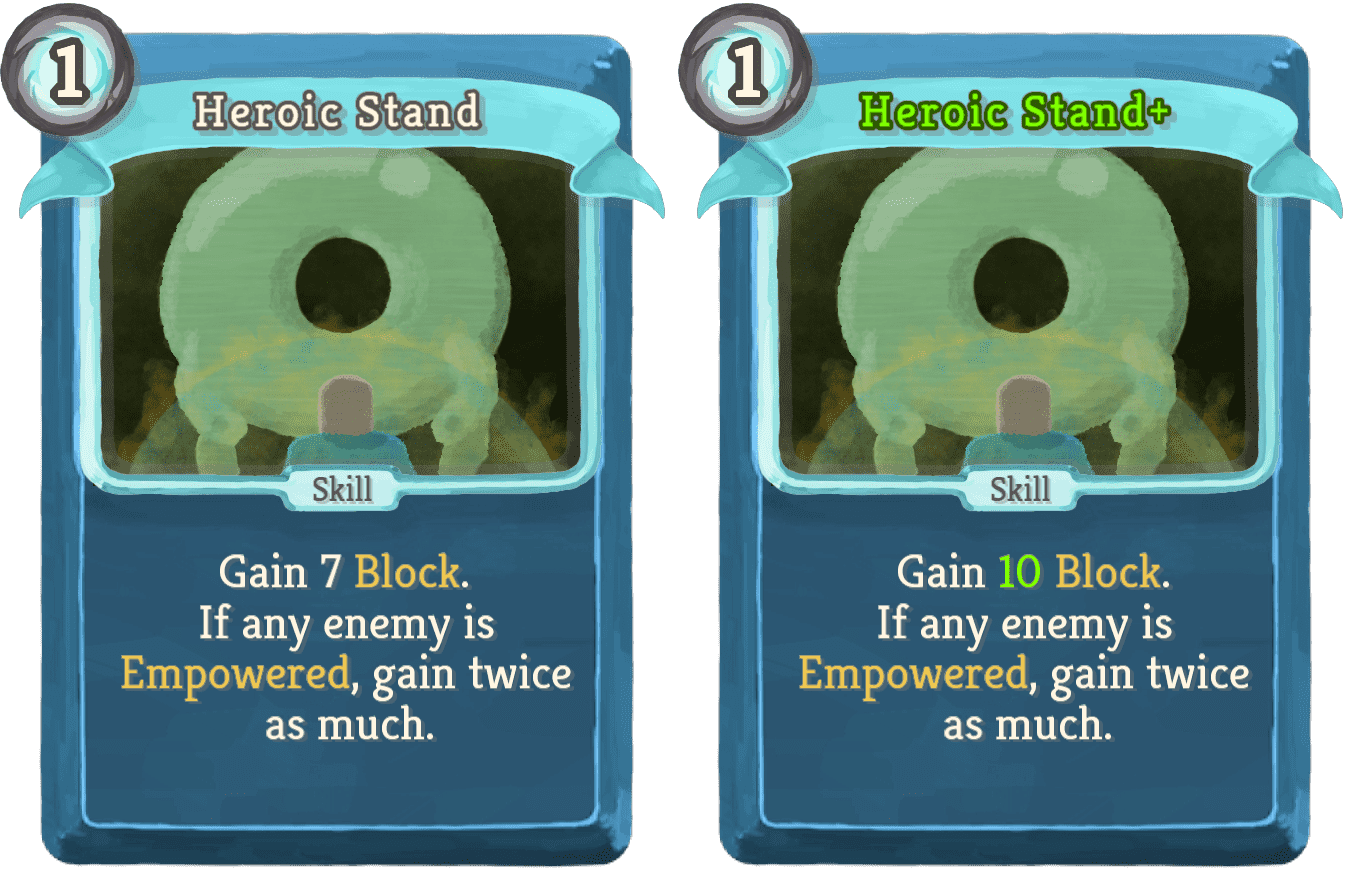 1
Heroic Stand
Skill
Gain 7 Block.
If any enemy is
Empowered, gain twice
as much.
1
Heroic Stand+
Skill
Gain 10 Block.
If any enemy is
Empowered, gain twice
as much.